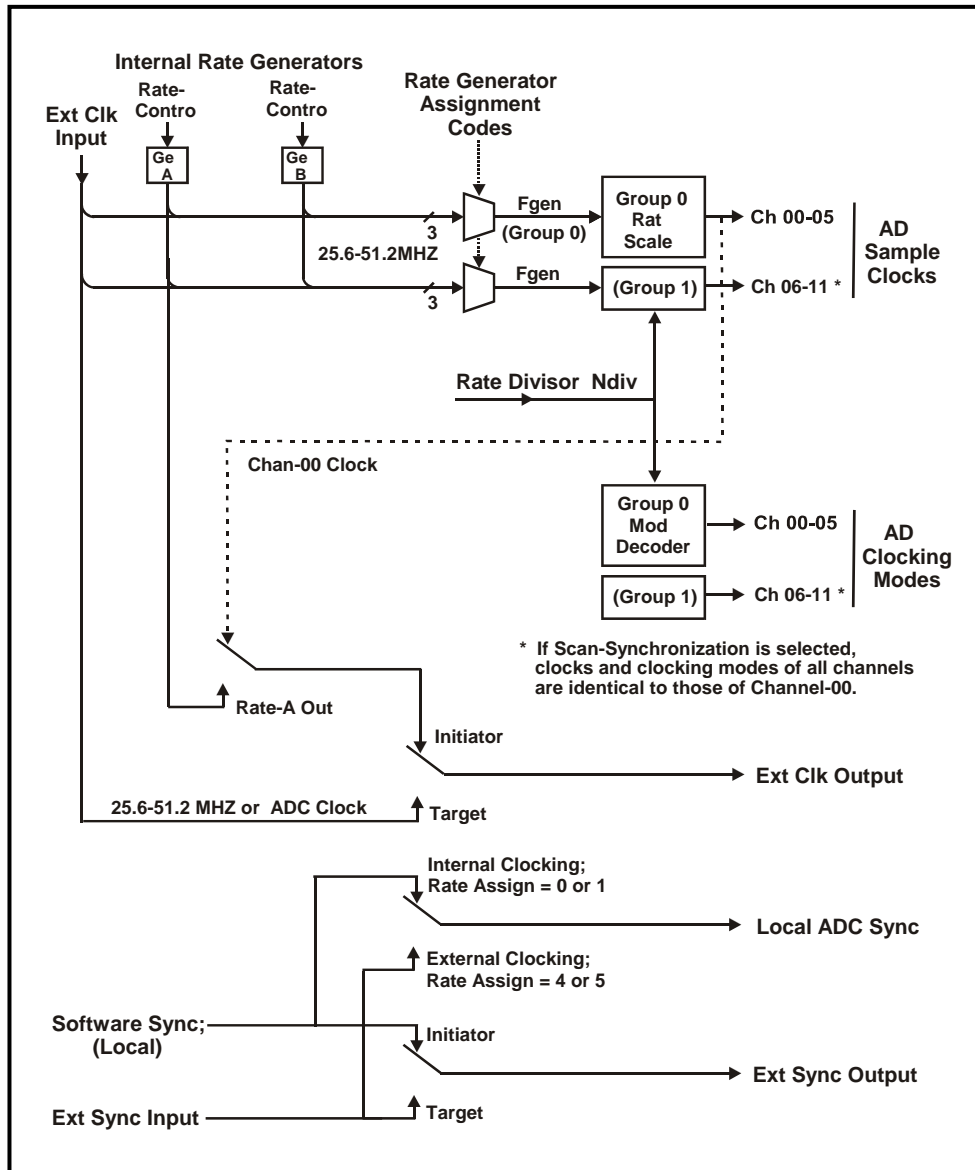 Internal Rate Generators
Rate-
Contro
Rate-
Contro
Rate Generator
Assignment
Codes
Ext Clk
Input
Ge
A
Ge
B
3
25.6-51.2MHZ
Fgen
(Group 0)
Group 0
Rat
Scale
Ch 00-05
AD
Sample
Clocks
3
Fgen
(Group 1)
Ch 06-11 *
Rate Divisor Ndiv
Chan-00 Clock
Group 0
Mod
Decoder
Ch 00-05
AD
Clocking
Modes
(Group 1)
Ch 06-11 *
* If Scan-Synchronization is selected,
clocks and clocking modes of all channels
are identical to those of Channel-00.
Rate-A Out
Initiator
Ext Clk Output
25.6-51.2 MHZ or ADC Clock
Target
Internal Clocking;
Rate Assign = 0 or 1
Local ADC Sync
External Clocking;
Rate Assign = 4 or 5
Software Sync;
(Local)
Initiator
Ext Sync Output
Ext Sync Input
Target